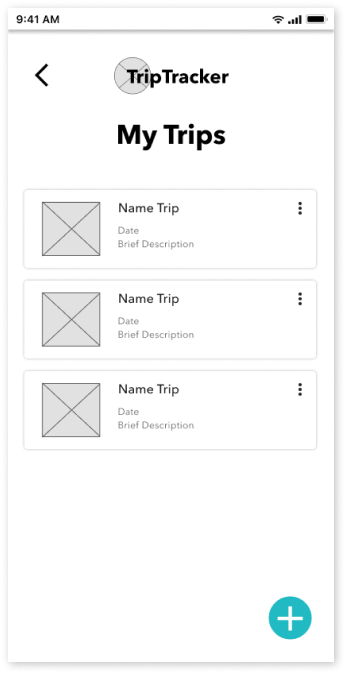 9:41 AM
TripTracker
My Trips
Name Trip
Date
Brief Description
Name Trip
Date
Brief Description
Name Trip
Date
Brief Description